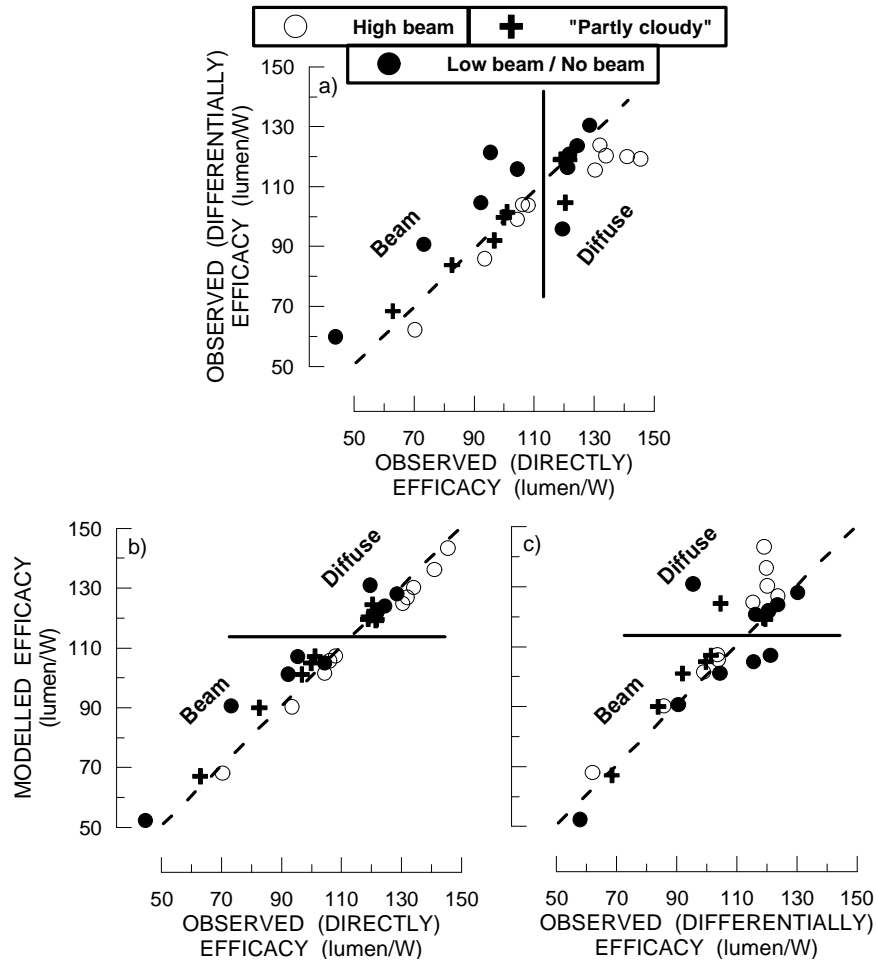 High beam
"Partly cloudy"
Low beam / No beam
a)
150
130
110
90
70
50
OBSERVED (DIFFERENTIALLY)
EFFICACY (lumen/W)
Beam
Diffuse
50 70 90 110 130 150
OBSERVED (DIRECTLY)
EFFICACY (lumen/W)
b)
150
130
110
90
70
50
MODELLED EFFICACY
(lumen/W)
Diffuse
Beam
50 70 90 110 130 150
OBSERVED (DIRECTLY)
EFFICACY (lumen/W)
c)
Diffuse
Beam
50 70 90 110 130 150
OBSERVED (DIFFERENTIALLY)
EFFICACY (lumen/W)